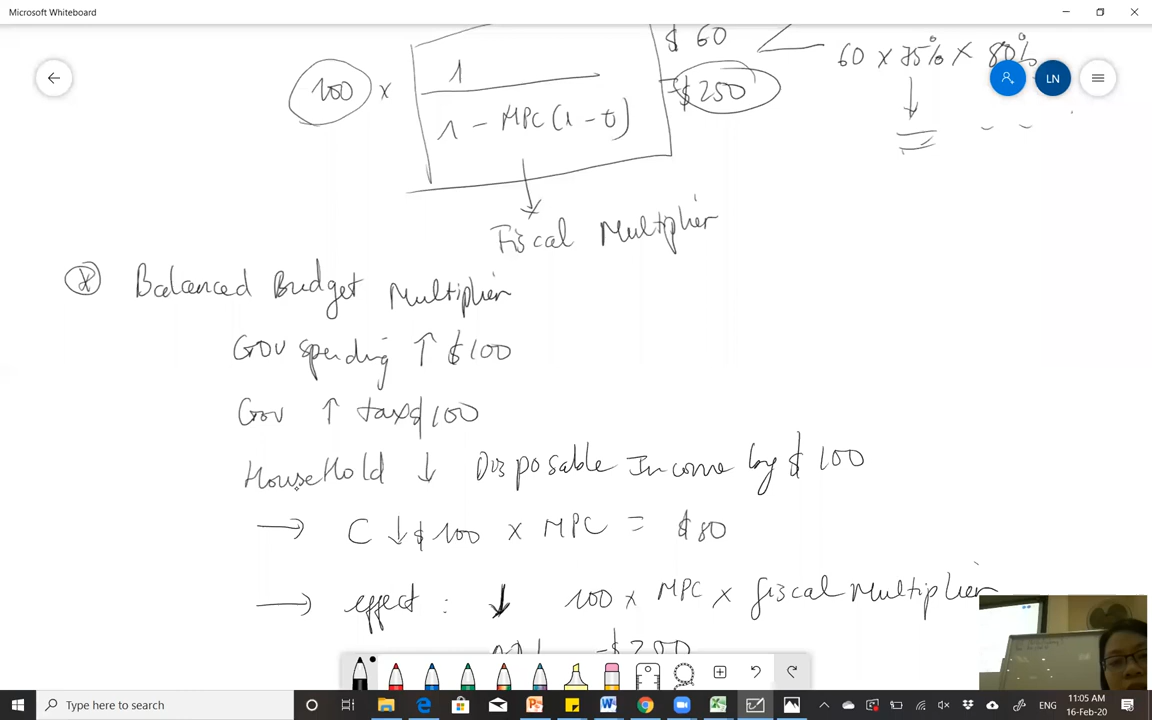 Microsoft Whiteboard
$ 60
60 x 75% x 80%
LN
100 x
1
1 - MPC(1-t)
$250
Fiscal Multiplier
Balanced Budget Multiplier
Gov spending ↑ $100
Gov ↑ tax $100
Household ↓ Disposable Income by $ 100
→ C ↓ $100 x MPC = $80
→ effect : ↓ 100 x MPC x fiscal Multiplier
Type here to search
ENG
11:05 AM
16-Feb-20